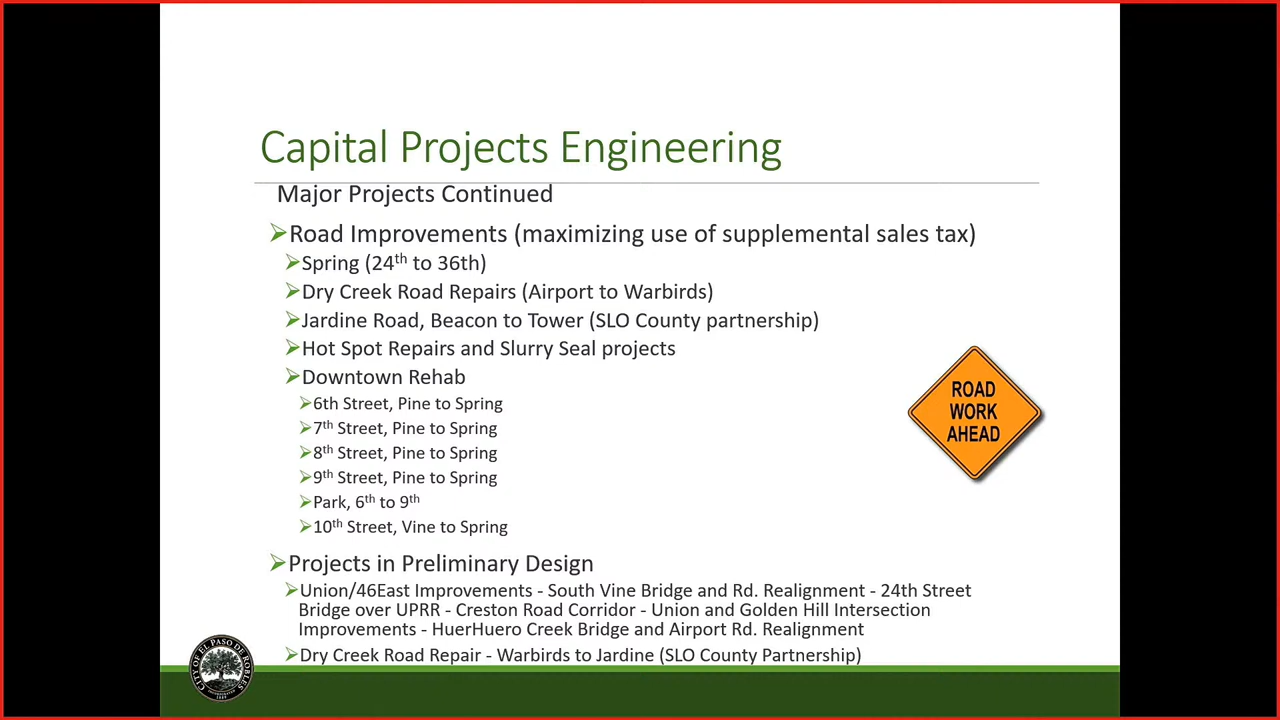 Capital Projects Engineering
Major Projects Continued
Road Improvements (maximizing use of supplemental sales tax)
Spring (24th to 36th)
Dry Creek Road Repairs (Airport to Warbirds)
Jardine Road, Beacon to Tower (SLO County partnership)
Hot Spot Repairs and Slurry Seal projects
Downtown Rehab
6th Street, Pine to Spring
7th Street, Pine to Spring
8th Street, Pine to Spring
9th Street, Pine to Spring
Park, 6th to 9th
10th Street, Vine to Spring
ROAD
WORK
AHEAD
Projects in Preliminary Design
Union/46East Improvements - South Vine Bridge and Rd. Realignment - 24th Street
Bridge over UPRR - Creston Road Corridor - Union and Golden Hill Intersection
Improvements - HuerHuero Creek Bridge and Airport Rd. Realignment
Dry Creek Road Repair - Warbirds to Jardine (SLO County Partnership)
CITY OF EL PASO DE ROBLES